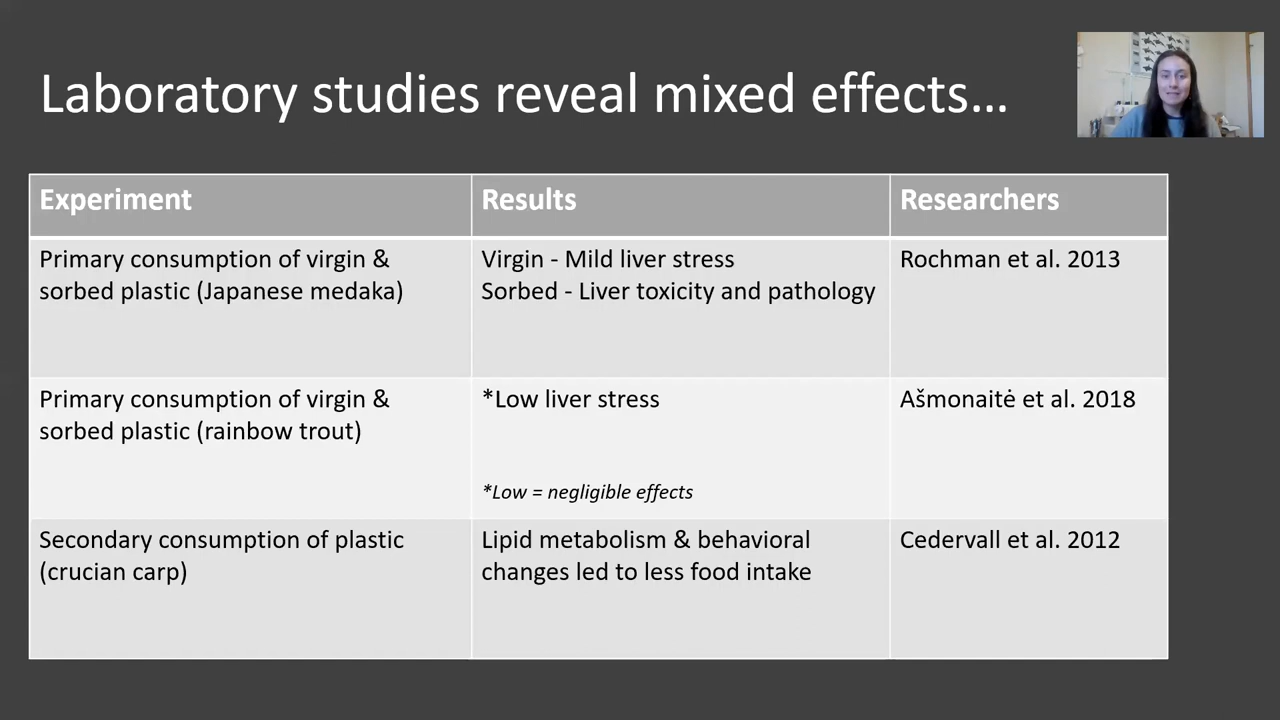 Laboratory studies reveal mixed effects…
Experiment
Results
Researchers
Primary consumption of virgin &
sorbed plastic (Japanese medaka)
Virgin - Mild liver stress
Sorbed - Liver toxicity and pathology
Rochman et al. 2013
Primary consumption of virgin &
sorbed plastic (rainbow trout)
*Low liver stress
*Low = negligible effects
Ašmonaitė et al. 2018
Secondary consumption of plastic
(crucian carp)
Lipid metabolism & behavioral
changes led to less food intake
Cedervall et al. 2012